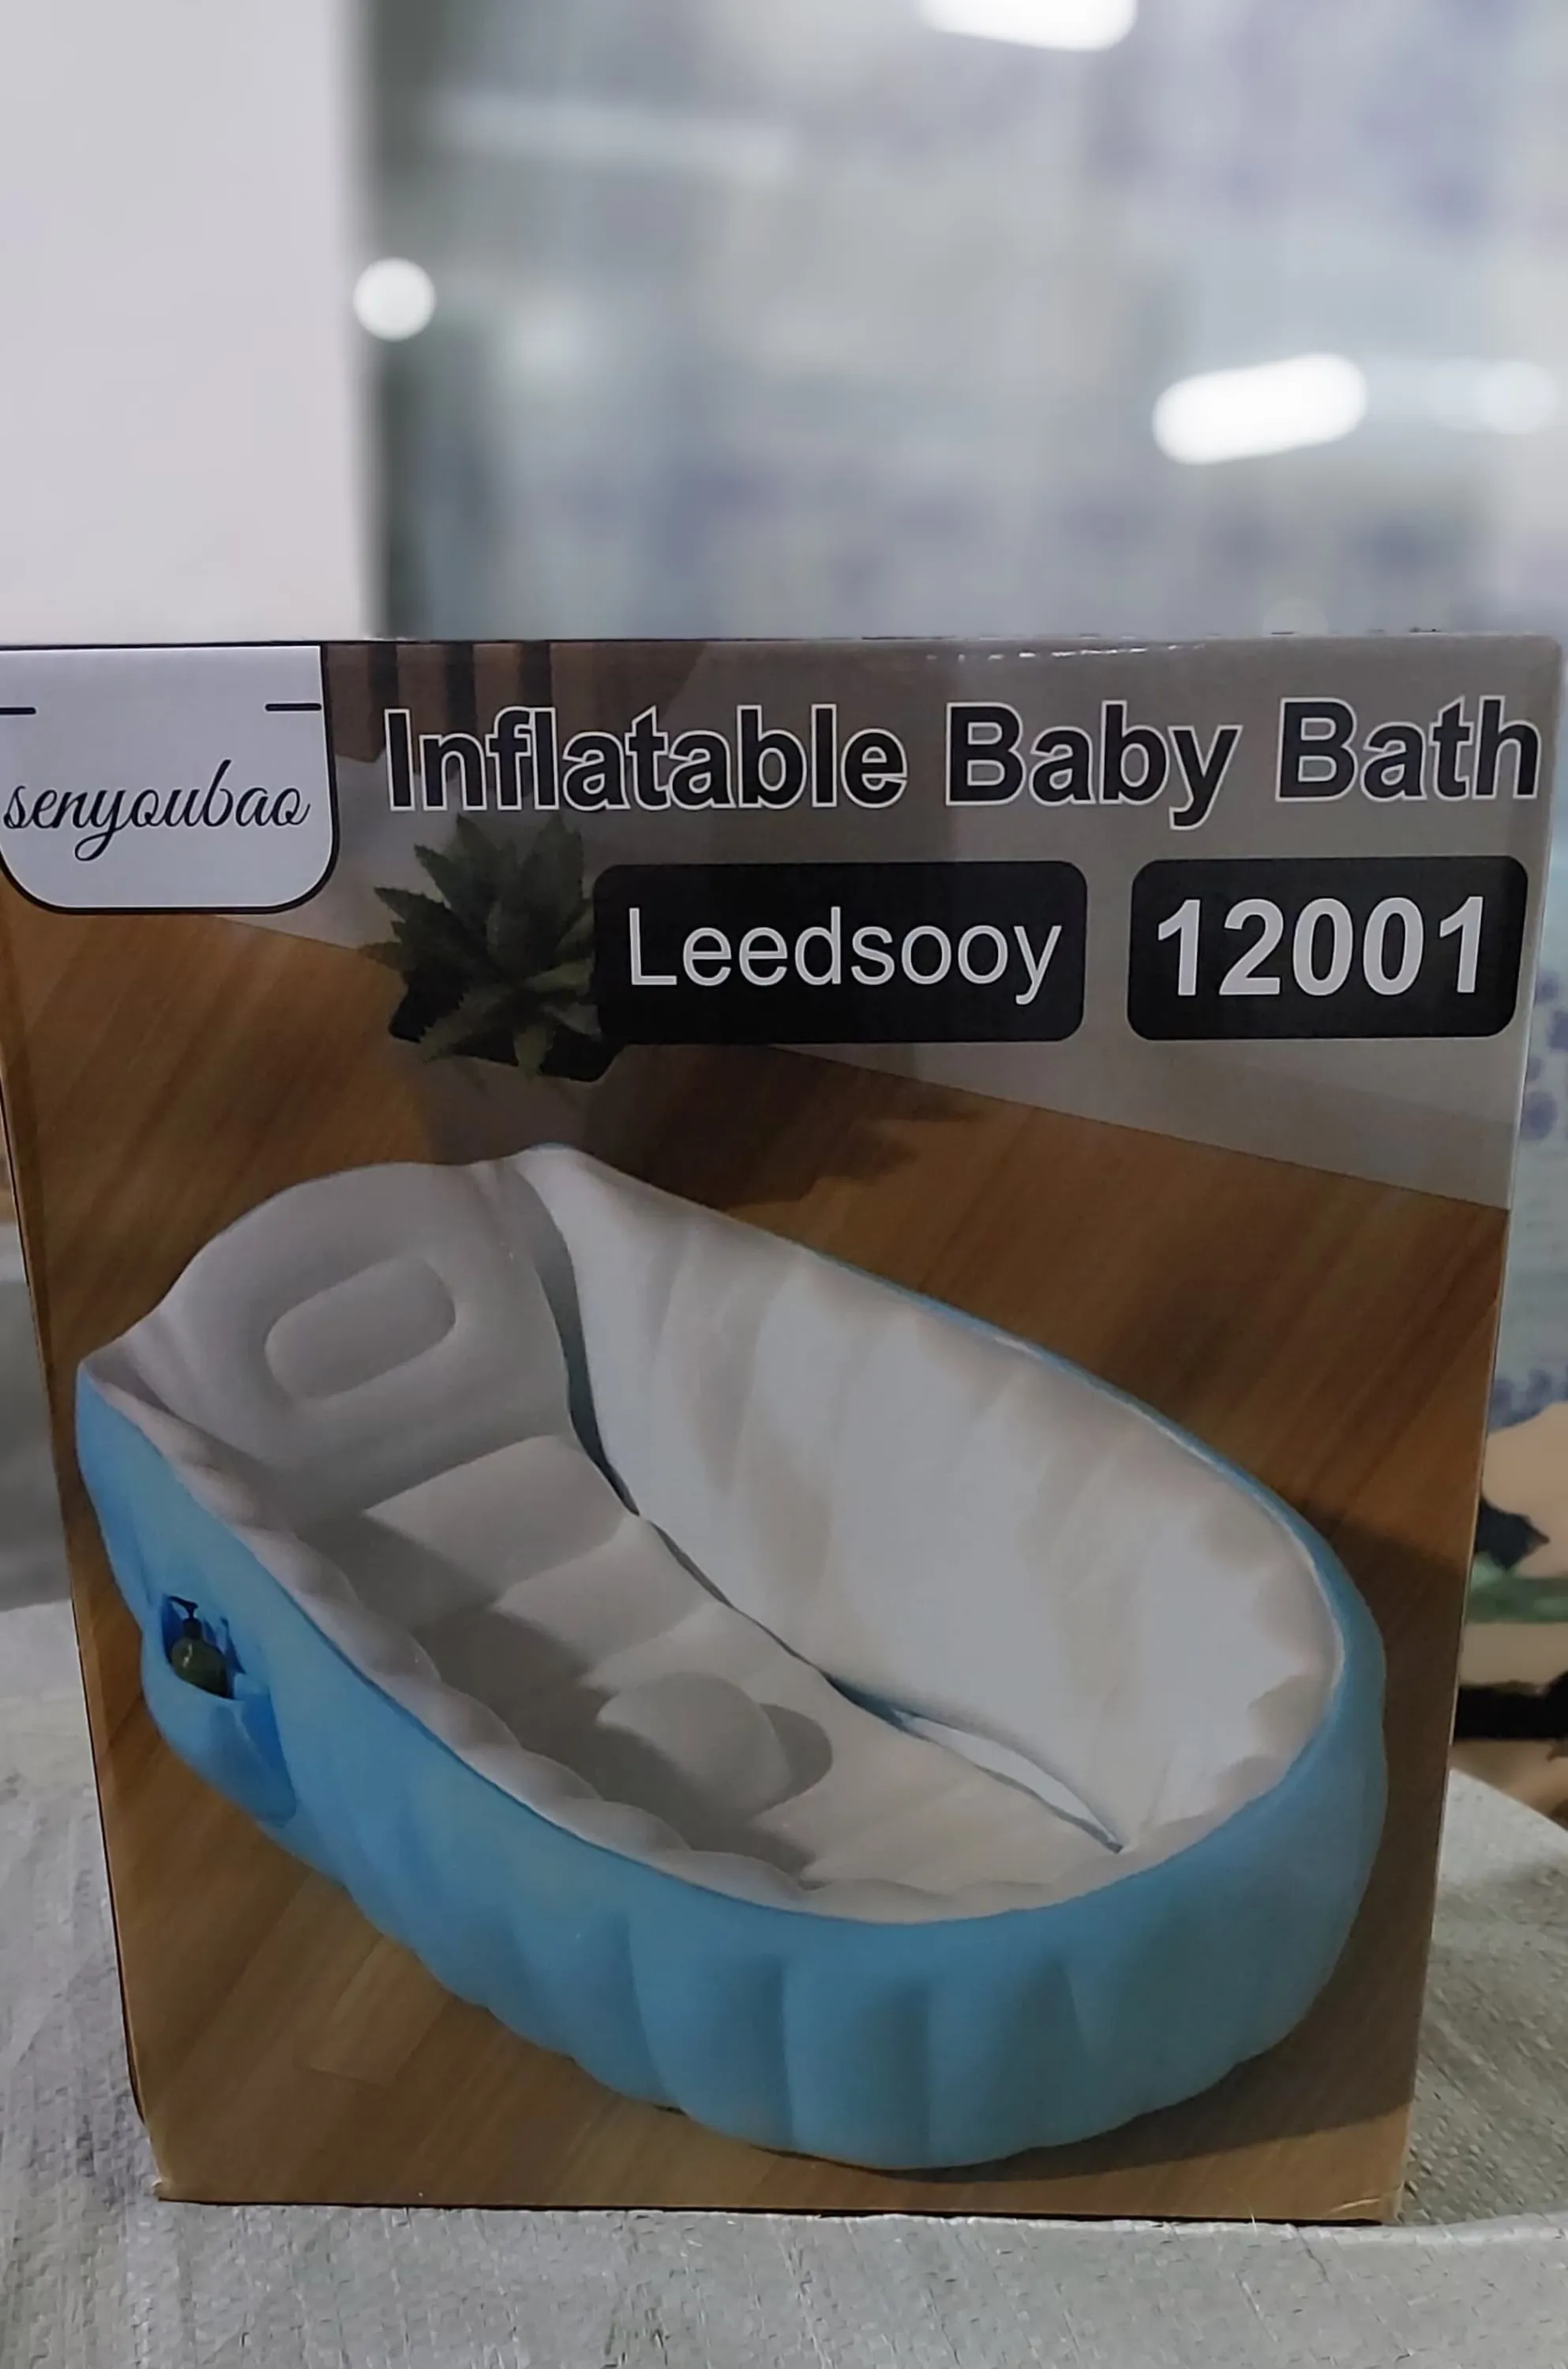 senyoubao
Inflatable Baby Bath
Leedsooy
12001